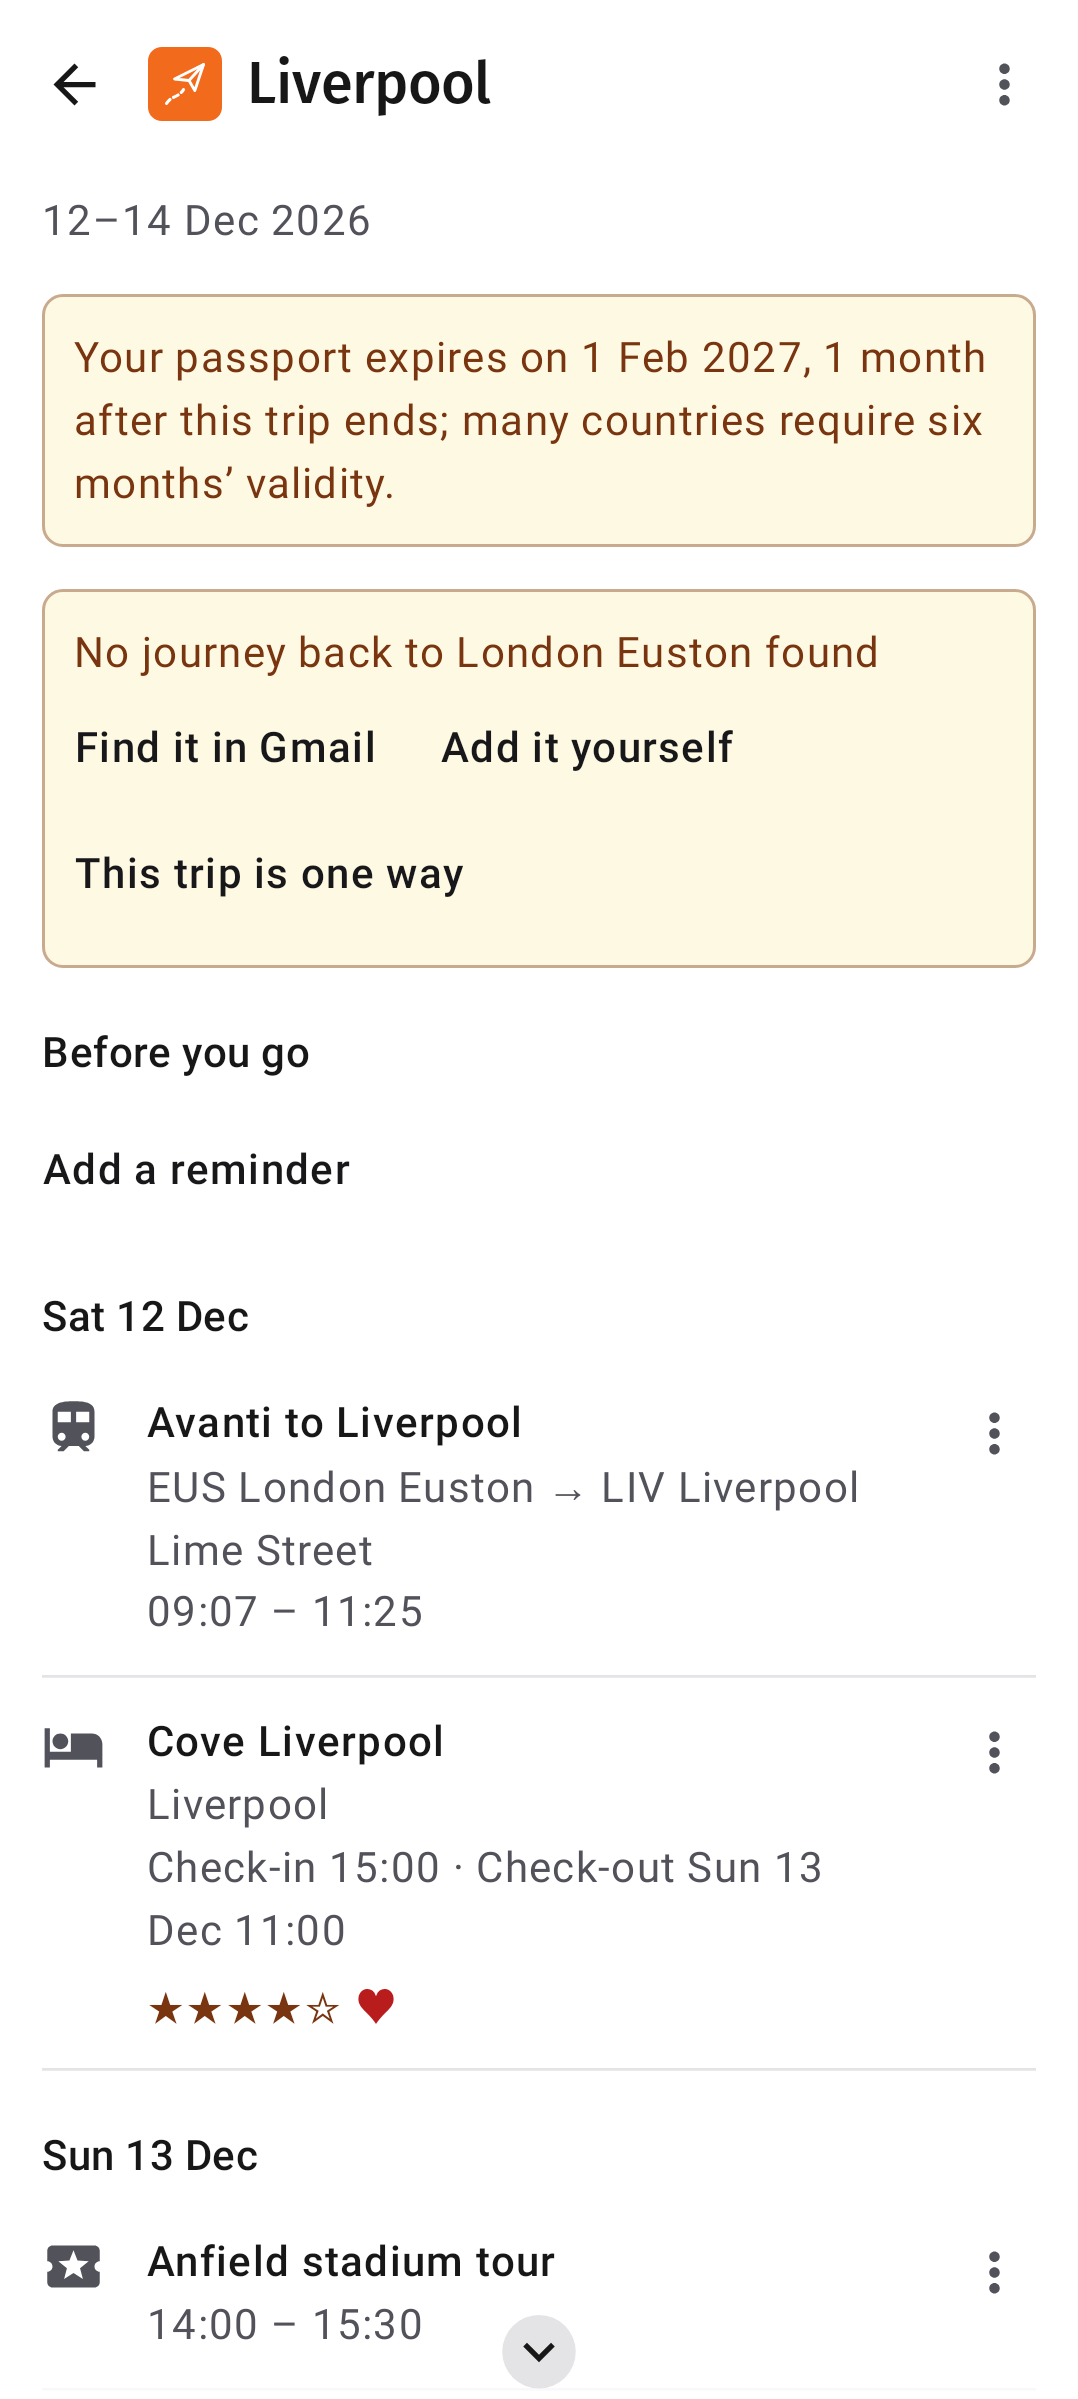 Liverpool
12–14 Dec 2026
Your passport expires on 1 Feb 2027, 1 month
after this trip ends; many countries require six
months’ validity.
No journey back to London Euston found
Find it in Gmail Add it yourself
This trip is one way
Before you go
Add a reminder
Sat 12 Dec
Avanti to Liverpool
EUS London Euston → LIV Liverpool
Lime Street
09:07 – 11:25
Cove Liverpool
Liverpool
Check-in 15:00 · Check-out Sun 13
Dec 11:00
★★★★☆ ♥
Sun 13 Dec
Anfield stadium tour
14:00 – 15:30